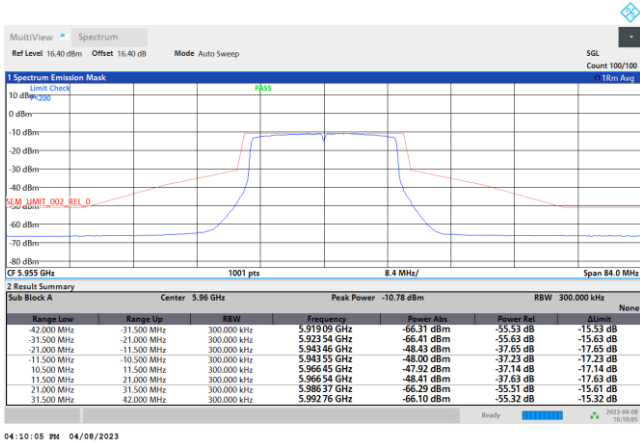 MultiView Spectrum
Ref Level 16.40 dBm Offset 16.40 dB Mode Auto Sweep SGL
Count 100/100
1 Spectrum Emission Mask 1Rm Avg
Limit Check PASS
10 dBm
P<200
0 dBm
-10 dBm
-20 dBm
-30 dBm
-40 dBm
SEM_LIMIT_002_REL_0
-50 dBm
-60 dBm
-70 dBm
-80 dBm
CF 5.955 GHz 1001 pts 8.4 MHz/ Span 84.0 MHz
2 Result Summary
Sub Block A Center 5.96 GHz Peak Power -10.78 dBm RBW 300.000 kHz
None
Range Low Range Up RBW Frequency Power Abs Power Rel ΔLimit
-42.000 MHz -31.500 MHz 300.000 kHz 5.919 09 GHz -66.31 dBm -55.53 dB -15.53 dB
-31.500 MHz -21.000 MHz 300.000 kHz 5.923 54 GHz -66.41 dBm -55.63 dB -15.63 dB
-21.000 MHz -11.500 MHz 300.000 kHz 5.943 46 GHz -48.43 dBm -37.65 dB -17.65 dB
-11.500 MHz -10.500 MHz 300.000 kHz 5.943 55 GHz -48.00 dBm -37.23 dB -17.23 dB
10.500 MHz 11.500 MHz 300.000 kHz 5.966 45 GHz -47.92 dBm -37.14 dB -17.14 dB
11.500 MHz 21.000 MHz 300.000 kHz 5.966 54 GHz -48.41 dBm -37.63 dB -17.63 dB
21.000 MHz 31.500 MHz 300.000 kHz 5.986 37 GHz -66.29 dBm -55.51 dB -15.61 dB
31.500 MHz 42.000 MHz 300.000 kHz 5.992 76 GHz -66.10 dBm -55.32 dB -15.32 dB
Ready 2023-04-08
16:10:05
04:10:05 PM 04/08/2023